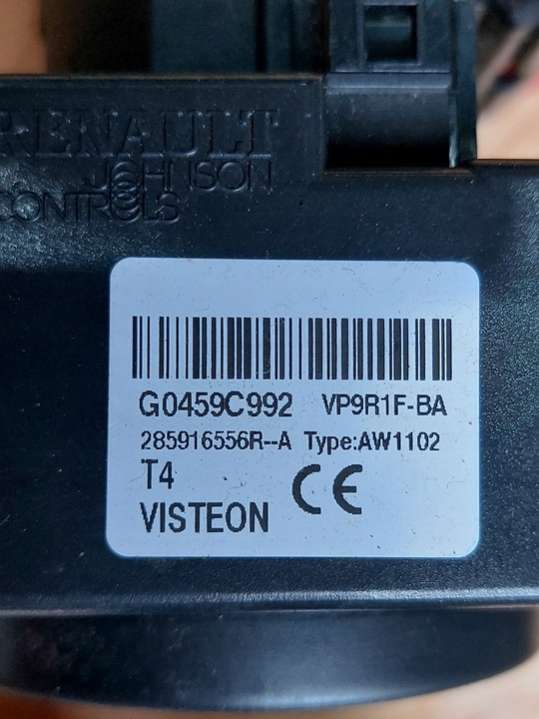 RENAULT
JOHNSON
CONTROLS
G0459C992 VP9R1F-BA
285916556R--A Type:AW1102
T4 CE
VISTEON